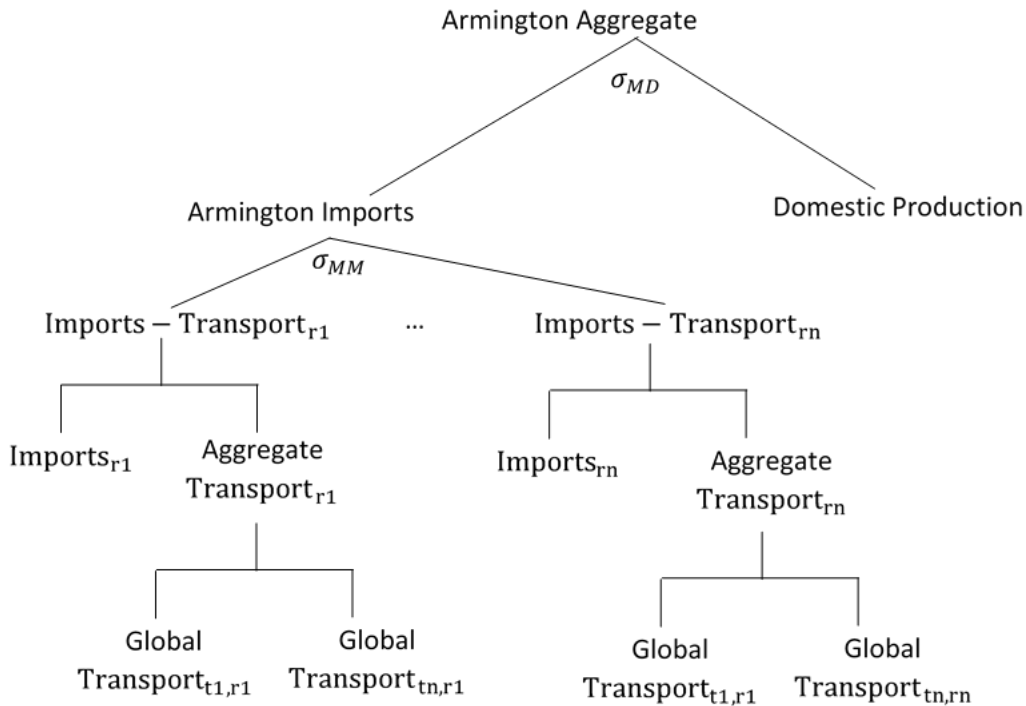 Armington Aggregate
σ_MD
Armington Imports
Domestic Production
σ_MM
Imports − Transport_r1
...
Imports − Transport_rn
Imports_r1
Aggregate
Transport_r1
Imports_rn
Aggregate
Transport_rn
Global
Transport_t1,r1
Global
Transport_tn,r1
Global
Transport_t1,r1
Global
Transport_tn,rn